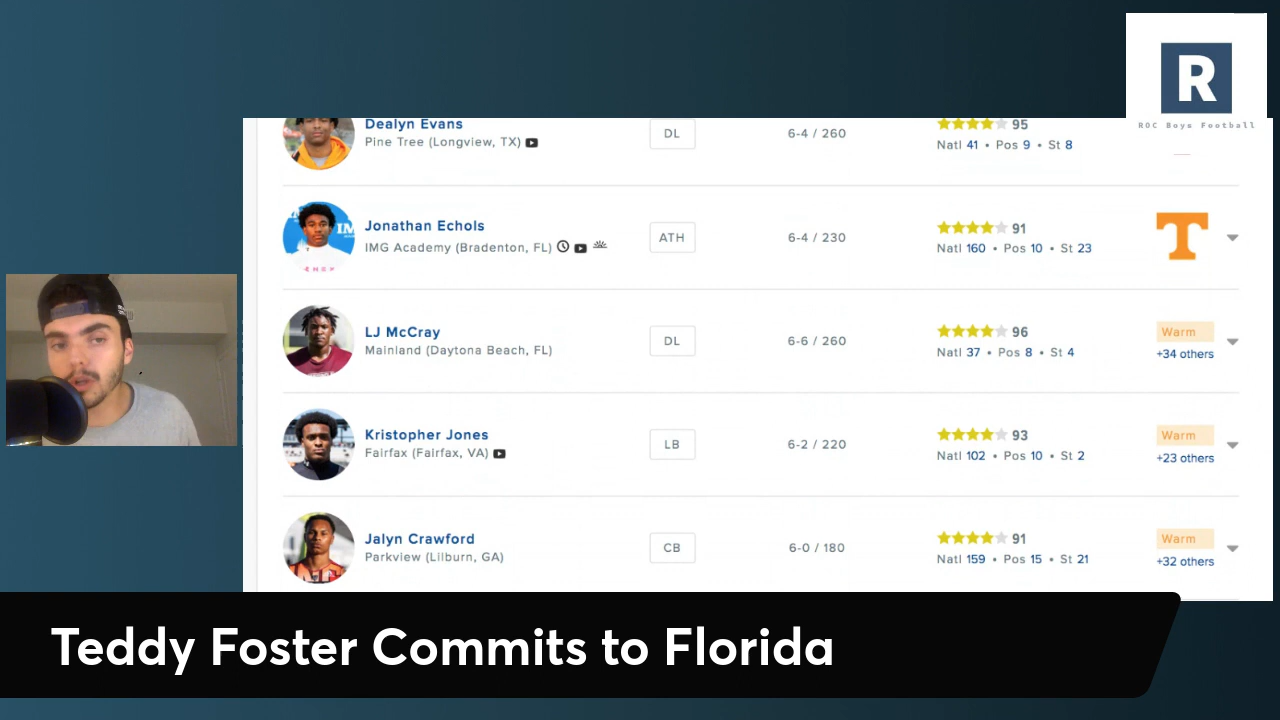 R
ROC Boys Football
Dealyn Evans
Pine Tree (Longview, TX)
DL
6-4 / 260
95
Natl 41 • Pos 9 • St 8
Jonathan Echols
IMG Academy (Bradenton, FL)
ATH
6-4 / 230
91
Natl 160 • Pos 10 • St 23
T
LJ McCray
Mainland (Daytona Beach, FL)
DL
6-6 / 260
96
Natl 37 • Pos 8 • St 4
Warm
+34 others
Kristopher Jones
Fairfax (Fairfax, VA)
LB
6-2 / 220
93
Natl 102 • Pos 10 • St 2
Warm
+23 others
Jalyn Crawford
Parkview (Lilburn, GA)
CB
6-0 / 180
91
Natl 159 • Pos 15 • St 21
Warm
+32 others
Teddy Foster Commits to Florida